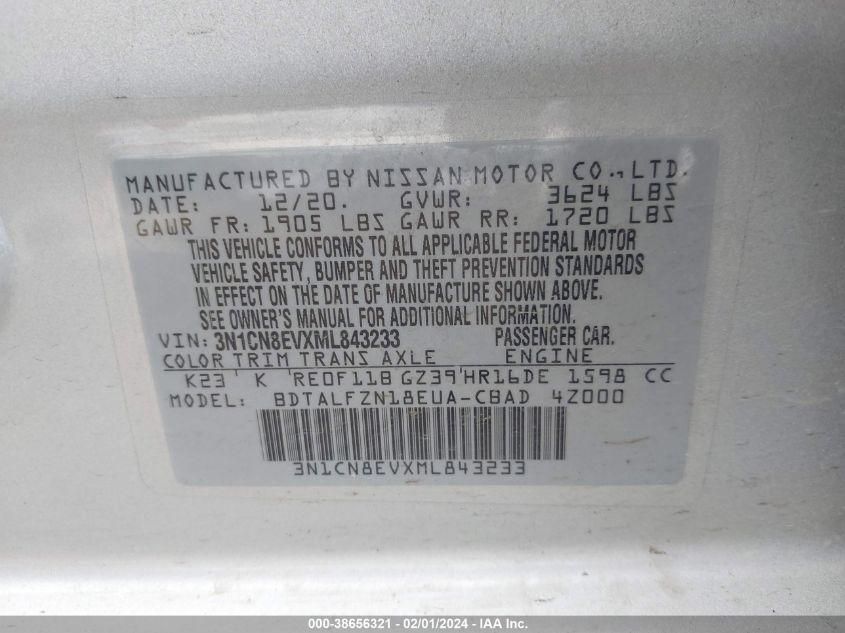 MANUFACTURED BY NISSAN MOTOR CO., LTD.
DATE: 12/20. GVWR: 3624 LBS
GAWR FR: 1905 LBS GAWR RR: 1720 LBS
THIS VEHICLE CONFORMS TO ALL APPLICABLE FEDERAL MOTOR
VEHICLE SAFETY, BUMPER AND THEFT PREVENTION STANDARDS
IN EFFECT ON THE DATE OF MANUFACTURE SHOWN ABOVE.
SEE OWNER'S MANUAL FOR ADDITIONAL INFORMATION.
VIN: 3N1CN8EVXML843233 PASSENGER CAR.
COLOR TRIM TRANS AXLE ENGINE
K23 K RE0F11B GZ39 HR16DE 1598 CC
MODEL: BDTALFZN18EUA-CBAD 4Z000
3N1CN8EVXML843233
000-38656321 - 02/01/2024 - IAA Inc.